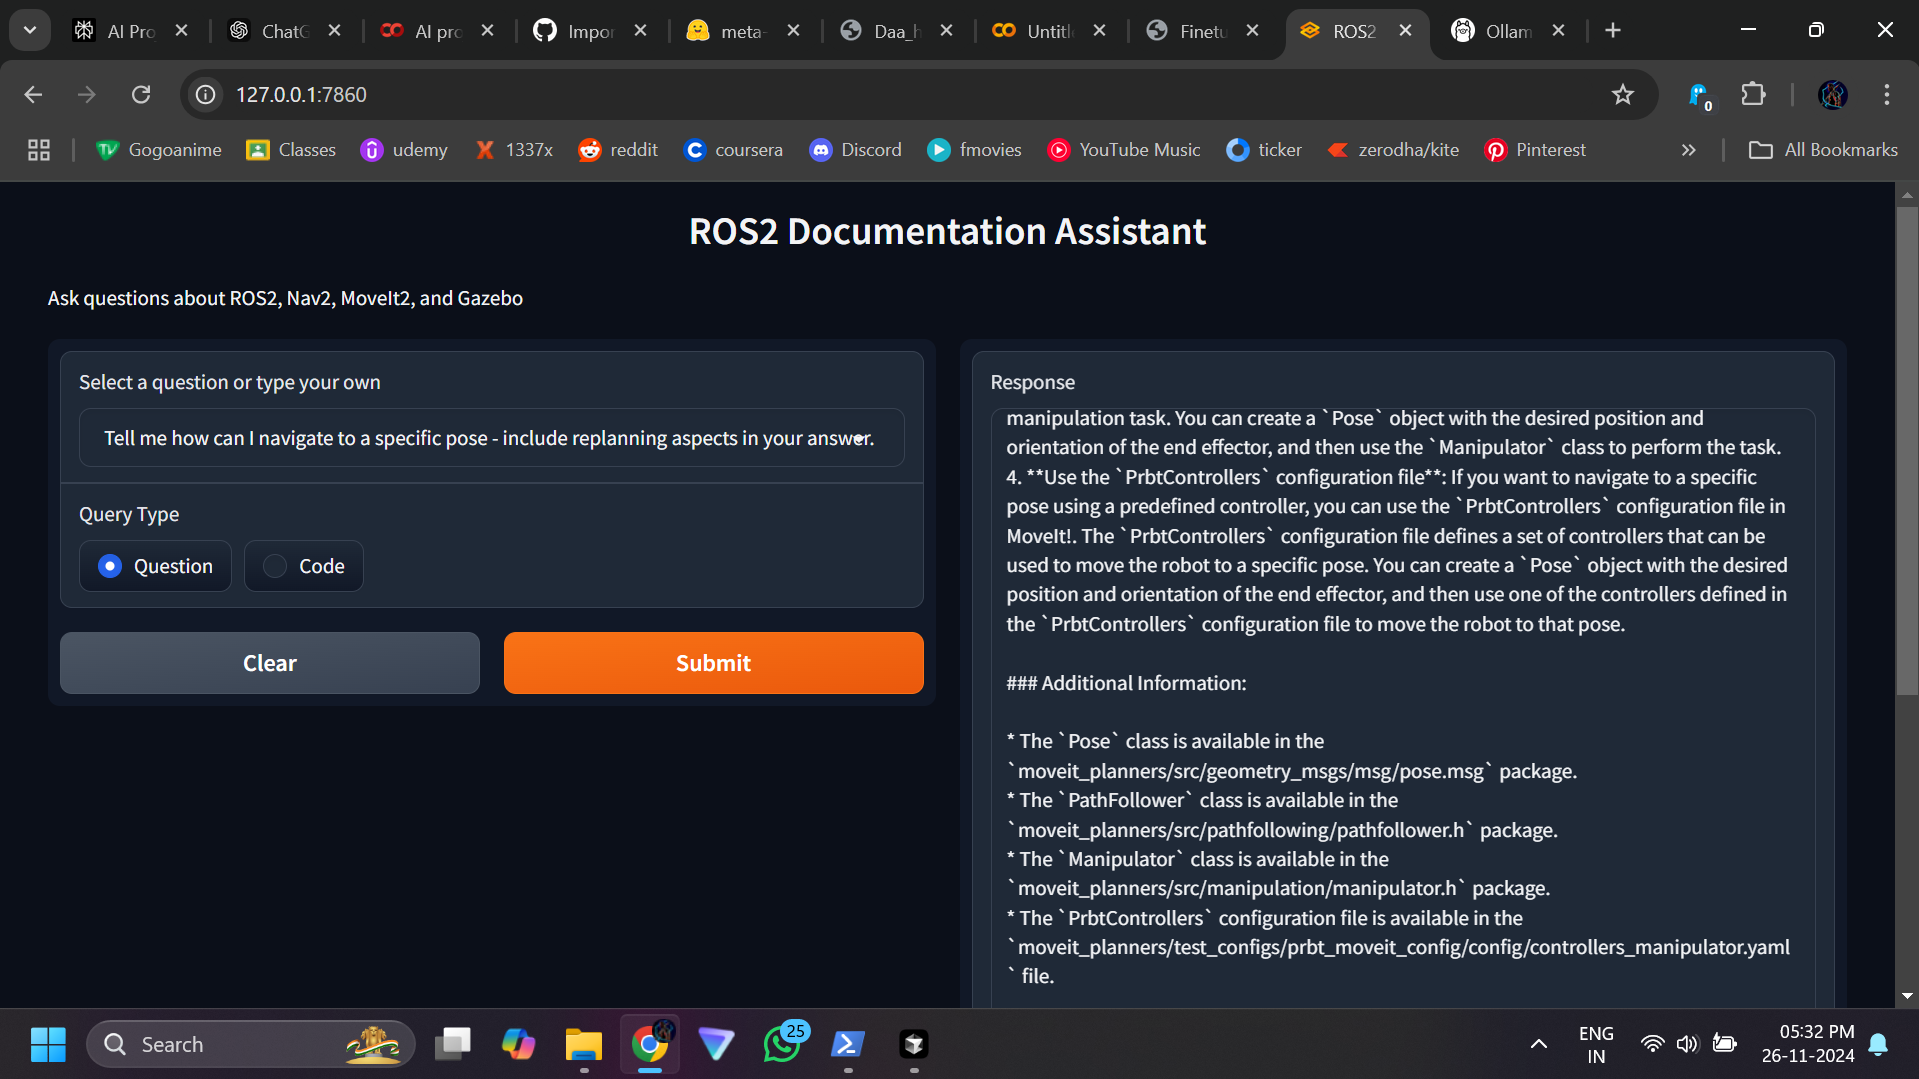 AI Pro
ChatG
AI pro
Impor
meta-
Daa_h
Untitl
Finetu
ROS2
Ollam
127.0.0.1:7860
0
Gogoanime
Classes
udemy
1337x
reddit
coursera
Discord
fmovies
YouTube Music
ticker
zerodha/kite
Pinterest
All Bookmarks
ROS2 Documentation Assistant
Ask questions about ROS2, Nav2, MoveIt2, and Gazebo
Select a question or type your own
Tell me how can I navigate to a specific pose - include replanning aspects in your answer.
Query Type
Question
Code
Clear
Submit
Response
manipulation task. You can create a `Pose` object with the desired position and
orientation of the end effector, and then use the `Manipulator` class to perform the task.
4. **Use the `PrbtControllers` configuration file**: If you want to navigate to a specific
pose using a predefined controller, you can use the `PrbtControllers` configuration file in
MoveIt!. The `PrbtControllers` configuration file defines a set of controllers that can be
used to move the robot to a specific pose. You can create a `Pose` object with the desired
position and orientation of the end effector, and then use one of the controllers defined in
the `PrbtControllers` configuration file to move the robot to that pose.
### Additional Information:
* The `Pose` class is available in the
`moveit_planners/src/geometry_msgs/msg/pose.msg` package.
* The `PathFollower` class is available in the
`moveit_planners/src/pathfollowing/pathfollower.h` package.
* The `Manipulator` class is available in the
`moveit_planners/src/manipulation/manipulator.h` package.
* The `PrbtControllers` configuration file is available in the
`moveit_planners/test_configs/prbt_moveit_config/config/controllers_manipulator.yaml
` file.
Search
25
ENG
IN
05:32 PM
26-11-2024